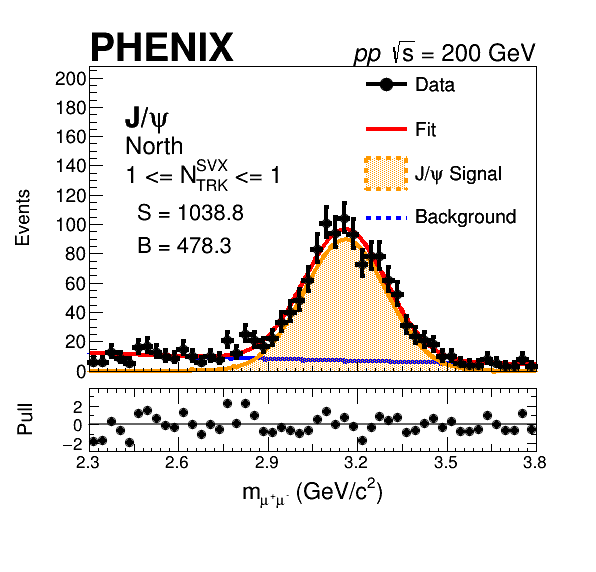 PHENIX
pp √s = 200 GeV
J/ψ
North
1 <= N_TRK^SVX <= 1
S = 1038.8
B = 478.3
Data
Fit
J/ψ Signal
Background
Events
200
180
160
140
120
100
80
60
40
20
0
Pull
2
0
−2
2.3 2.6 2.9 3.2 3.5 3.8
m_μ⁺μ⁻ (GeV/c²)